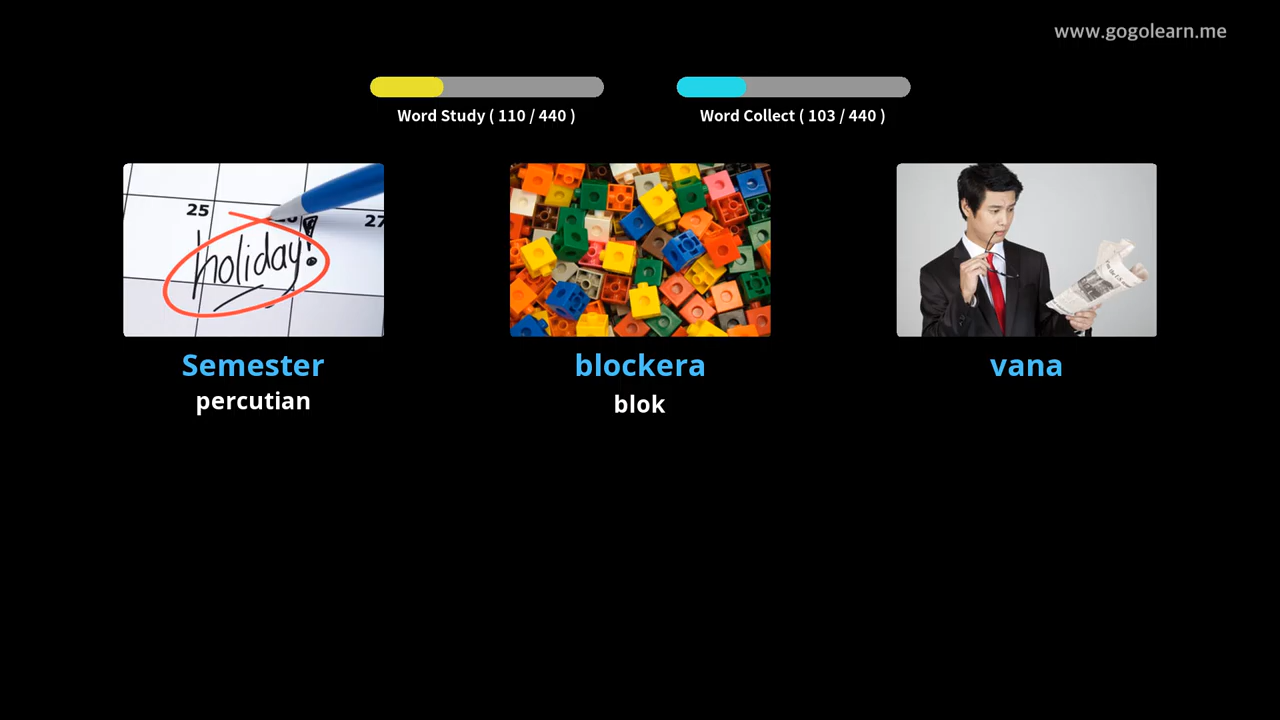 www.gogolearn.me
Word Study ( 110 / 440 )
Word Collect ( 103 / 440 )
25
27
holiday!
Semester
blockera
vana
percutian
blok